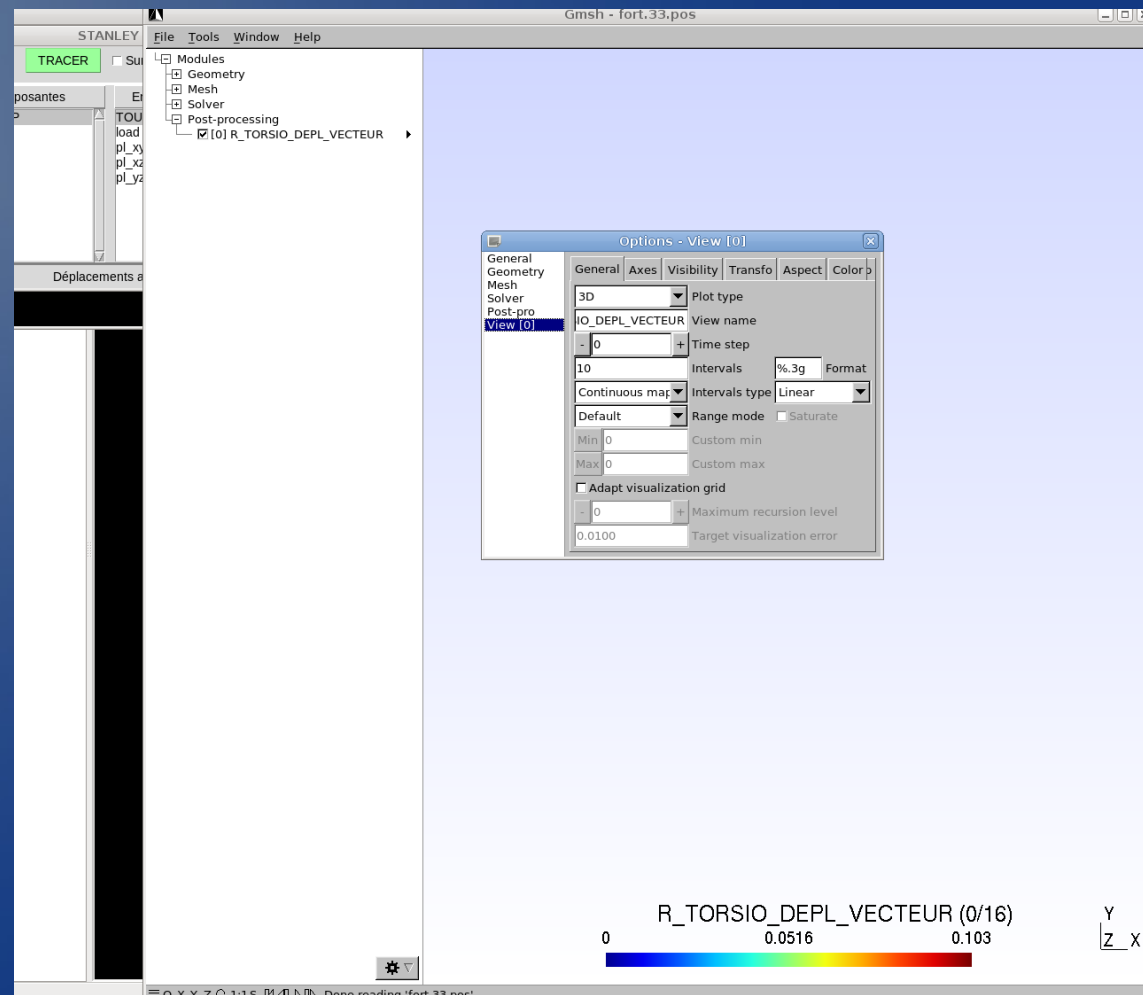 Gmsh - fort.33.pos
STANLEY
File Tools Window Help
TRACER
Modules
Geometry
Mesh
Solver
Post-processing
[0] R_TORSIO_DEPL_VECTEUR
posantes
TOU
load
pl_xy
pl_xz
pl_yz
Déplacements a
Options - View [0]
General
Geometry
Mesh
Solver
Post-pro
View [0]
General Axes Visibility Transfo Aspect Color
3D Plot type
IO_DEPL_VECTEUR View name
- 0 + Time step
10 Intervals %.3g Format
Continuous map Intervals type Linear
Default Range mode Saturate
Min 0 Custom min
Max 0 Custom max
Adapt visualization grid
- 0 + Maximum recursion level
0.0100 Target visualization error
R_TORSIO_DEPL_VECTEUR (0/16)
0 0.0516 0.103
Y
Z X
Done reading 'fort.33.pos'